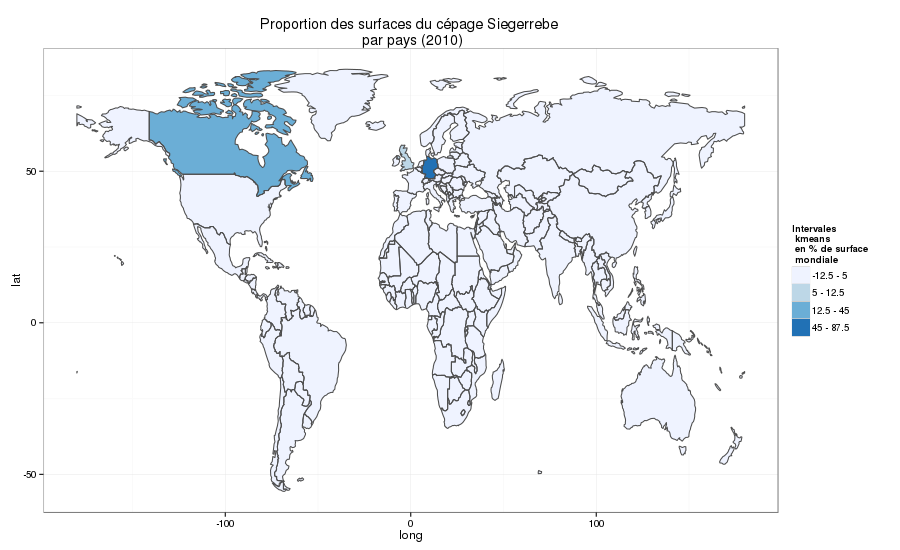 Proportion des surfaces du cépage Siegerrebe
par pays (2010)
lat
50
0
-50
-100
0
100
long
Intervales
kmeans
en % de surface
mondiale
-12.5 - 5
5 - 12.5
12.5 - 45
45 - 87.5